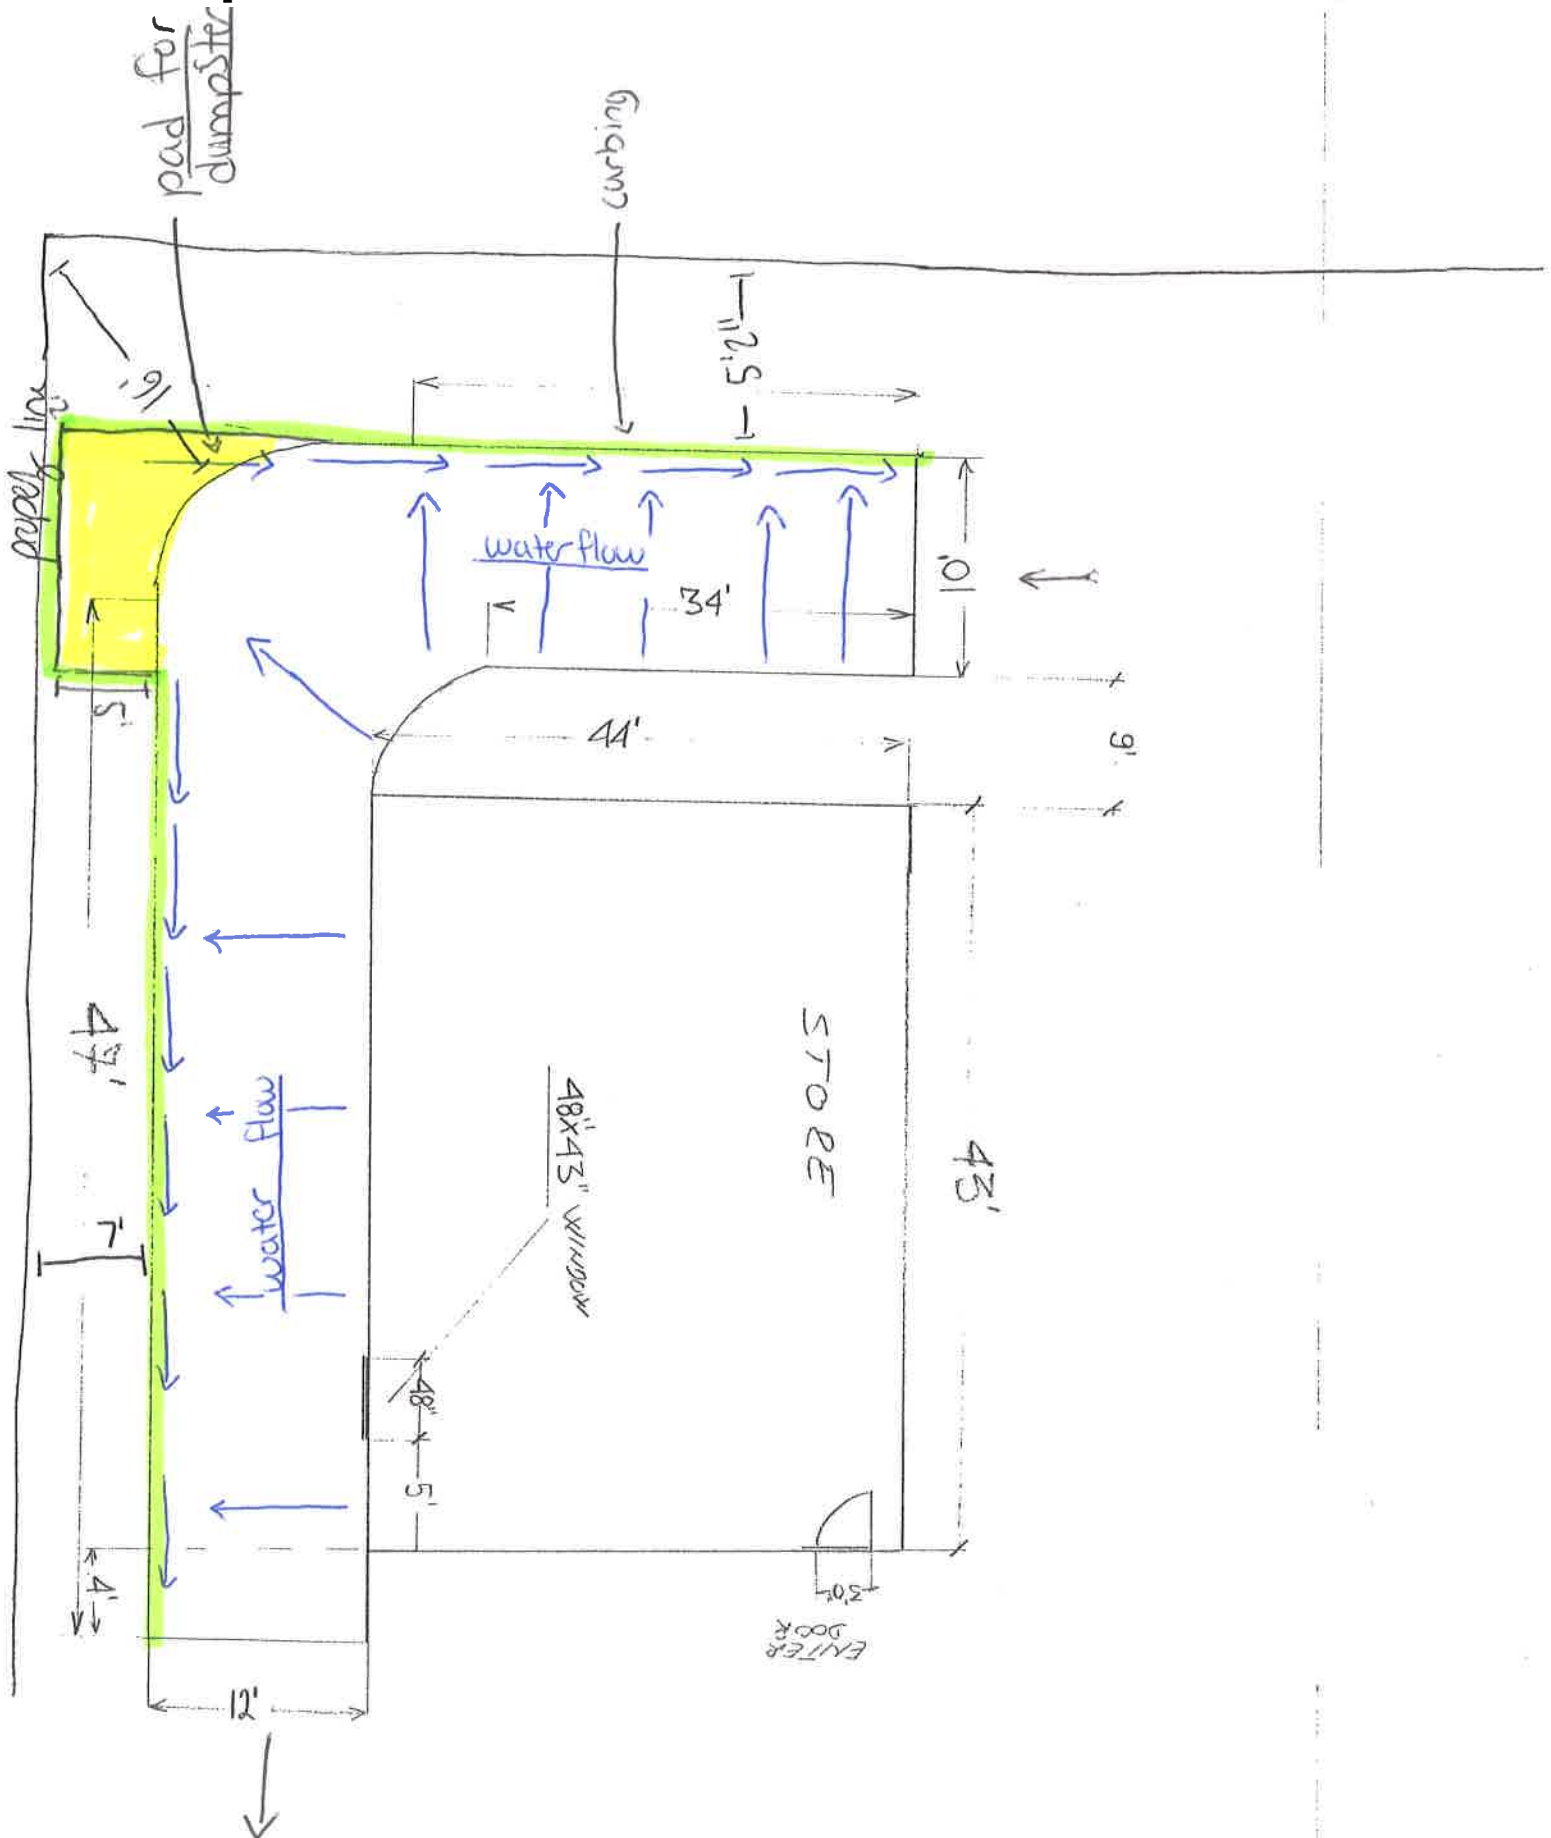 pad for
dumpster
curbing
5'2"
16'
property line
water flow
34'
10'
9'
5'
44'
47'
7'
water flow
STORE
43'
48"X43" WINDOW
48"
5'
4'
3'0"
ENTER
DOOR
12'